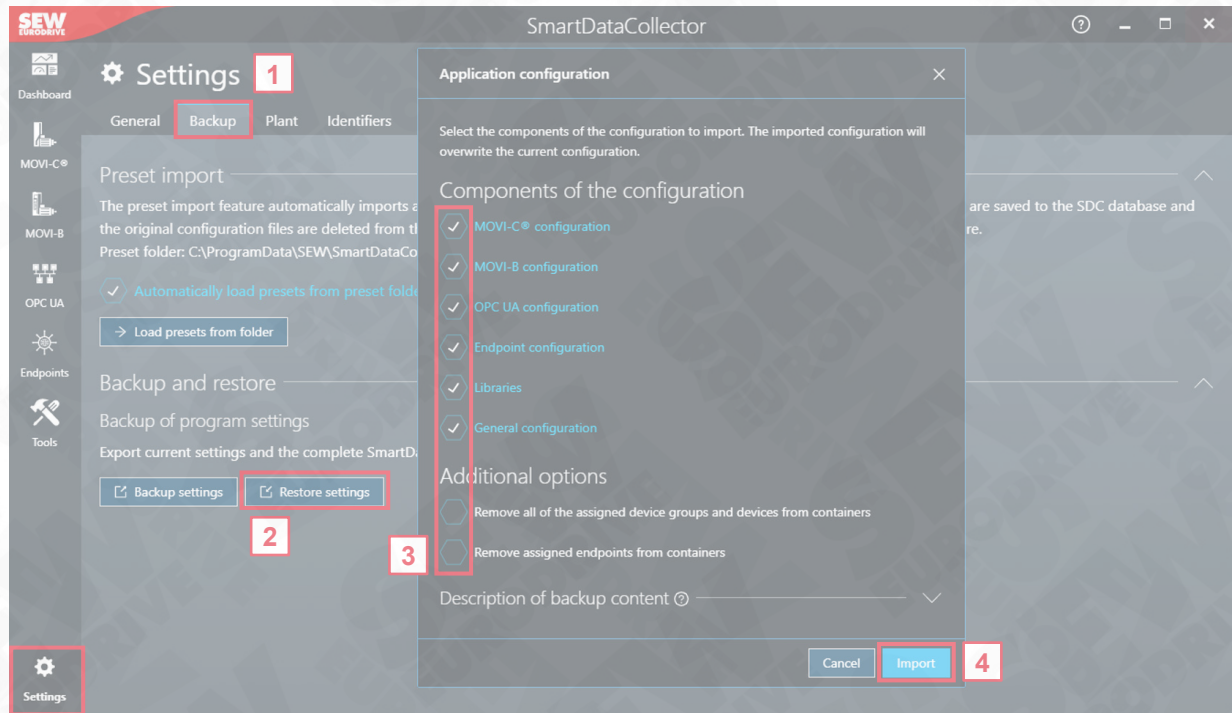 SEW
EURODRIVE
SmartDataCollector
Dashboard
MOVI-C®
MOVI-B
OPC UA
Endpoints
Tools
Settings
Settings
1
General Backup Plant Identifiers
Preset import
The preset import feature automatically imports a
are saved to the SDC database and
the original configuration files are deleted from t
re.
Preset folder: C:\ProgramData\SEW\SmartDataCo
Automatically load presets from preset folde
Load presets from folder
Backup and restore
Backup of program settings
Export current settings and the complete SmartD
Backup settings
Restore settings
2
Application configuration
Select the components of the configuration to import. The imported configuration will
overwrite the current configuration.
Components of the configuration
MOVI-C® configuration
MOVI-B configuration
OPC UA configuration
Endpoint configuration
Libraries
General configuration
Additional options
Remove all of the assigned device groups and devices from containers
3
Remove assigned endpoints from containers
Description of backup content
Cancel
Import
4